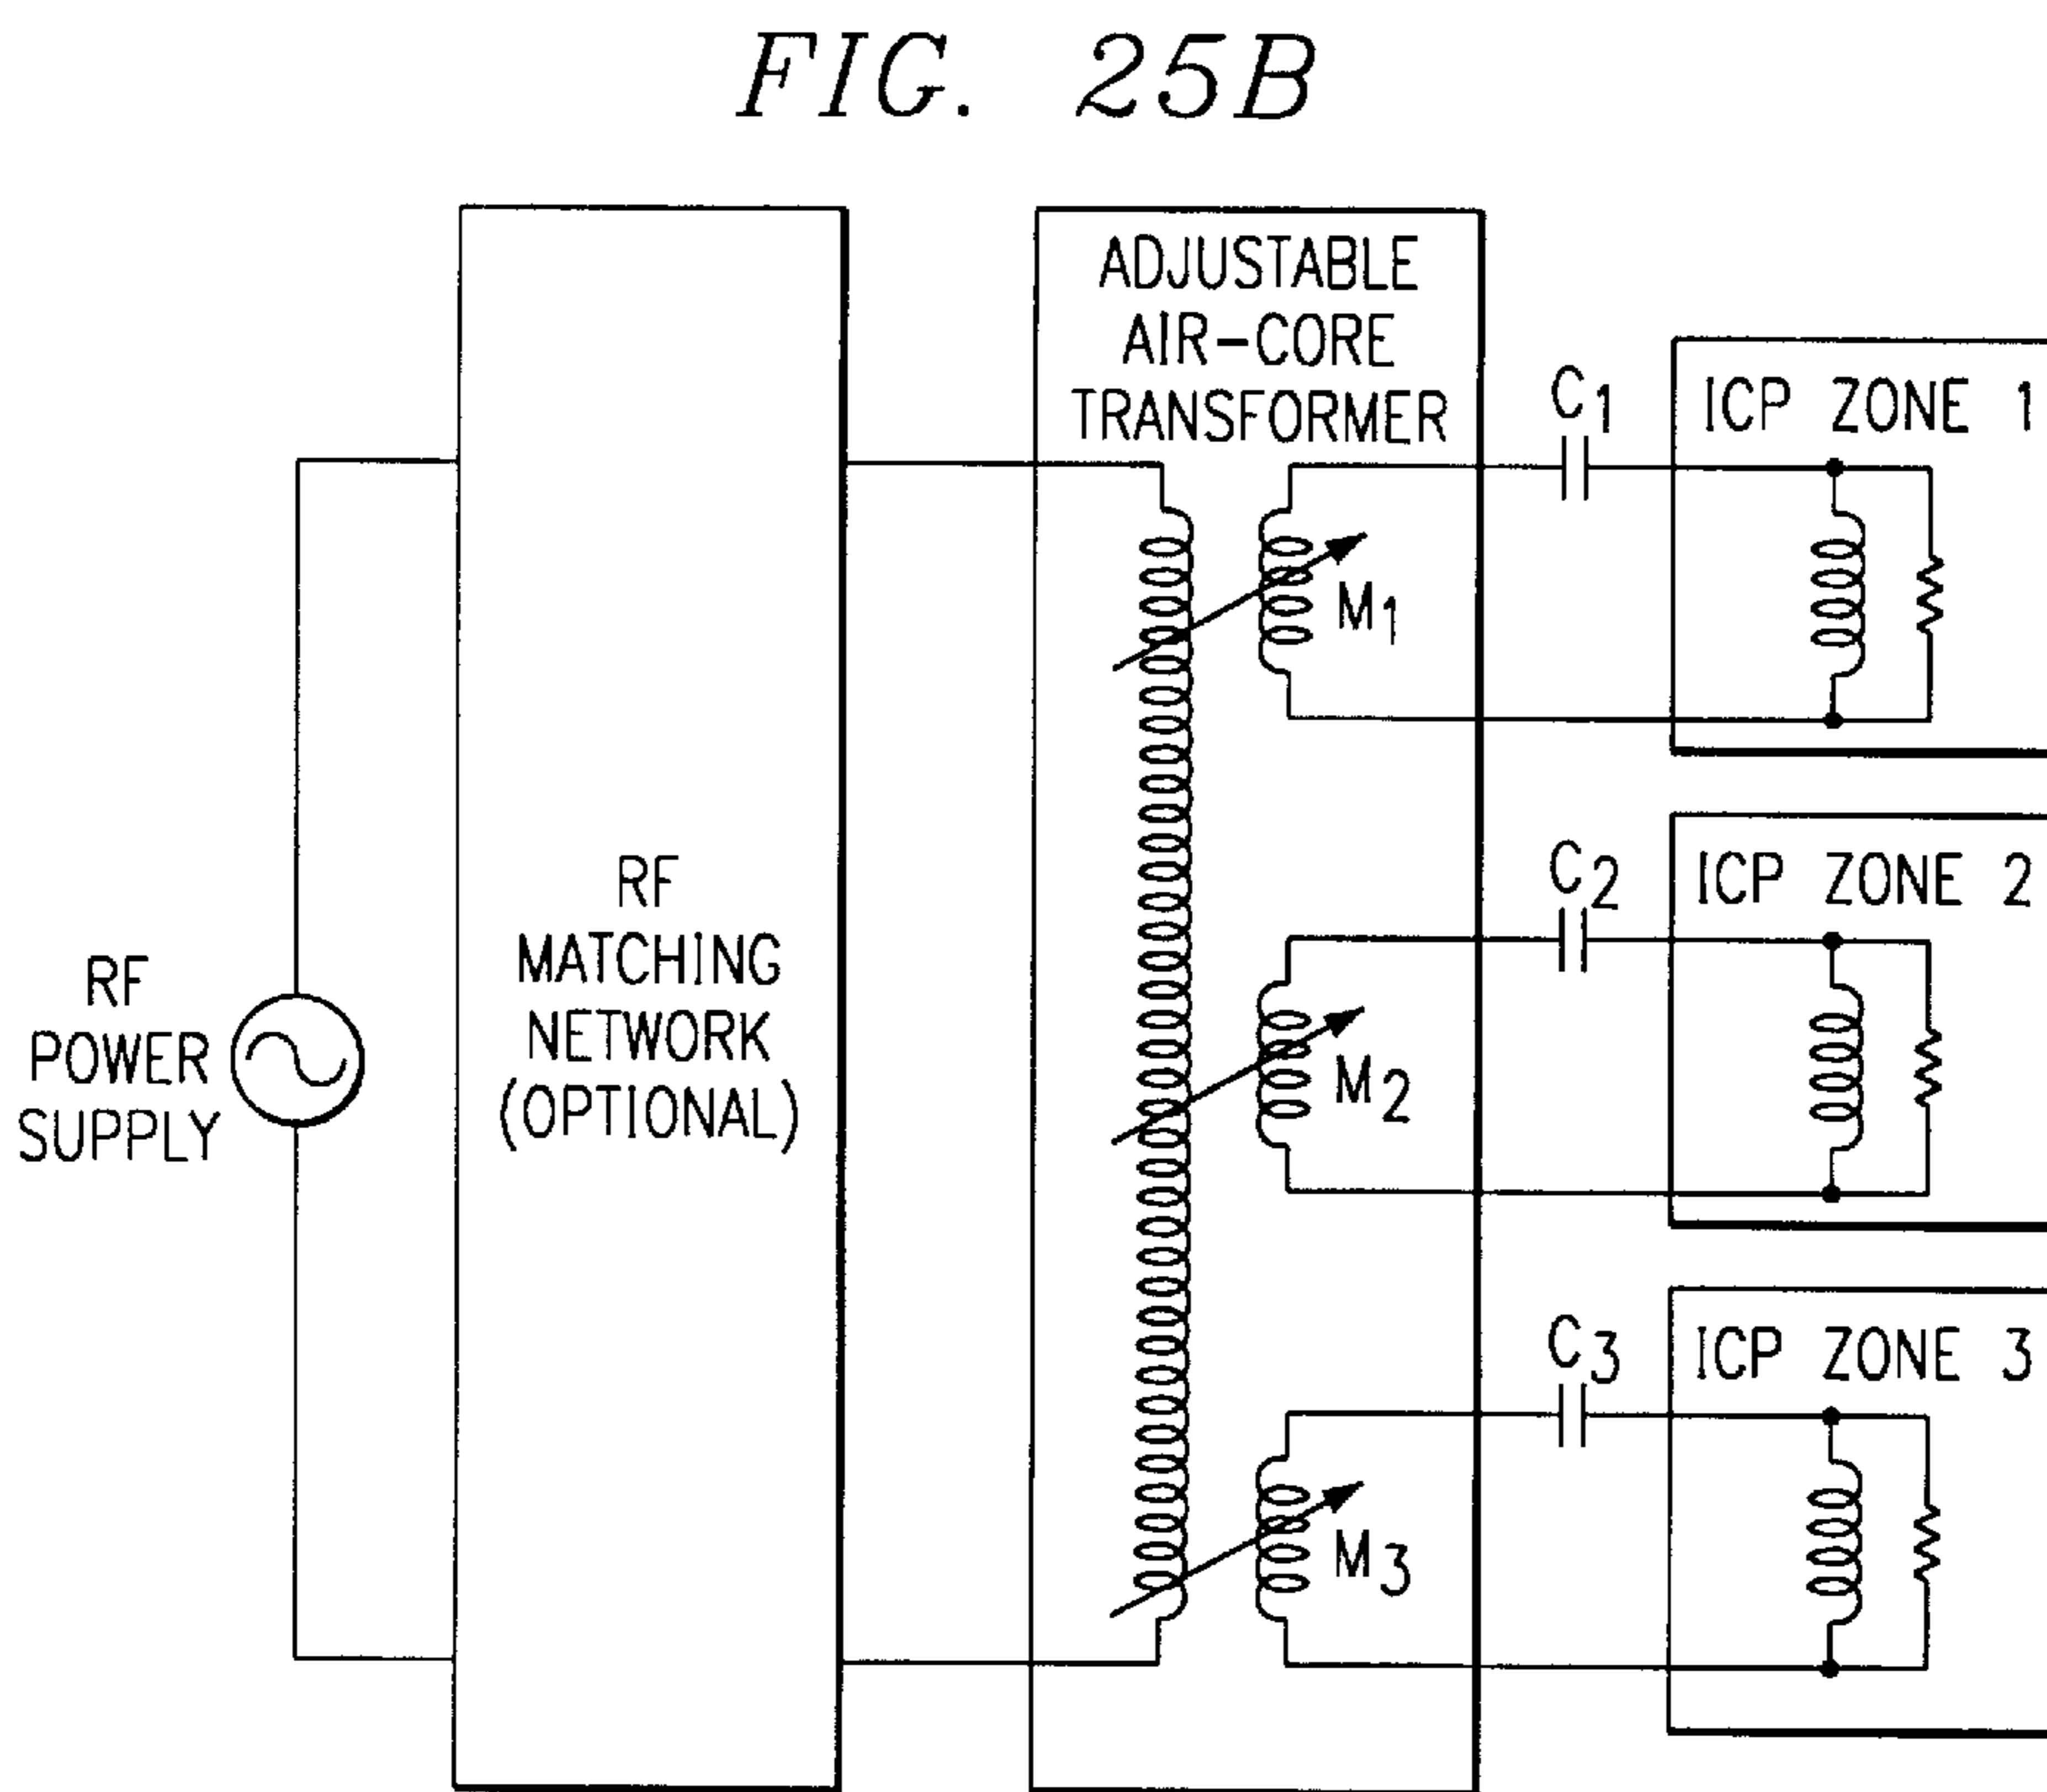 FIG. 25B
ADJUSTABLE
AIR-CORE
TRANSFORMER
C1
ICP ZONE 1
M1
RF
MATCHING
NETWORK
(OPTIONAL)
RF
POWER
SUPPLY
C2
ICP ZONE 2
M2
C3
ICP ZONE 3
M3